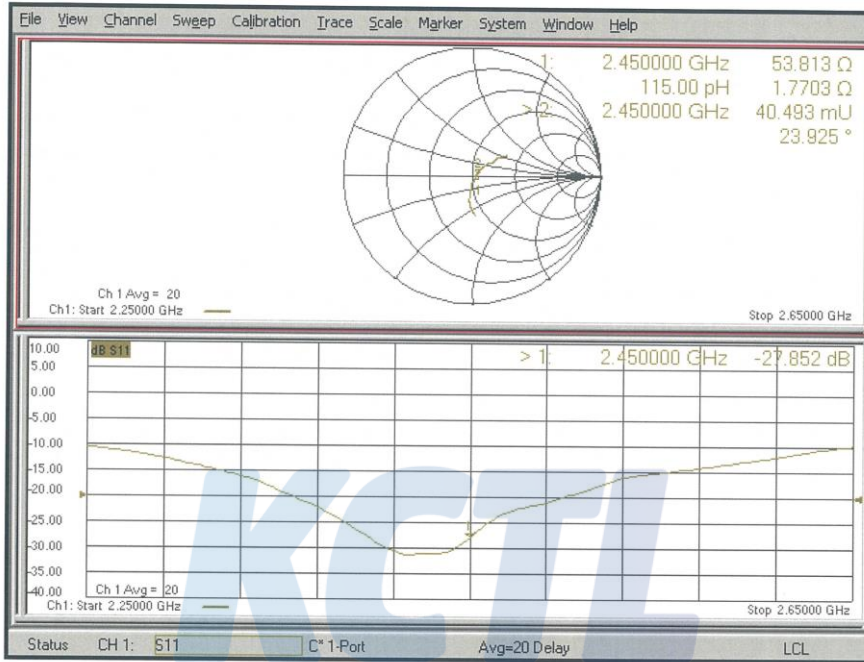 File View Channel Sweep Calibration Trace Scale Marker System Window Help
1: 2.450000 GHz 53.813 Ω
115.00 pH 1.7703 Ω
> 2: 2.450000 GHz 40.493 mU
23.925 °
Ch 1 Avg = 20
Ch1: Start 2.25000 GHz
Stop 2.65000 GHz
10.00
dB S11
> 1: 2.450000 GHz -27.852 dB
5.00
0.00
-5.00
-10.00
-15.00
-20.00
-25.00
-30.00
-35.00
-40.00
Ch 1 Avg = 20
Ch1: Start 2.25000 GHz
Stop 2.65000 GHz
KCTL
Status CH 1: S11 C* 1-Port Avg=20 Delay LCL